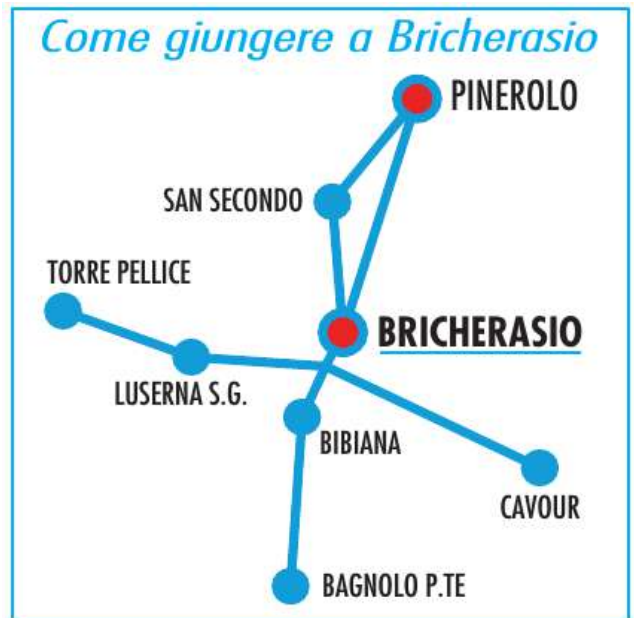 Come giungere a Bricherasio
PINEROLO
SAN SECONDO
TORRE PELLICE
BRICHERASIO
LUSERNA S.G.
BIBIANA
CAVOUR
BAGNOLO P.TE